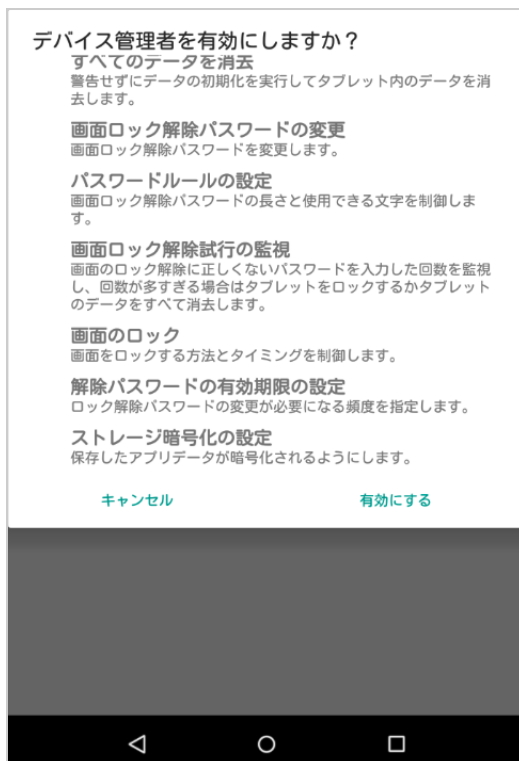 デバイス管理者を有効にしますか？
すべてのデータを消去
警告せずにデータの初期化を実行してタブレット内のデータを消
去します。
画面ロック解除パスワードの変更
画面ロック解除パスワードを変更します。
パスワードルールの設定
画面ロック解除パスワードの長さと使用できる文字を制御しま
す。
画面ロック解除試行の監視
画面のロック解除に正しくないパスワードを入力した回数を監視
し、回数が多すぎる場合はタブレットをロックするかタブレット
のデータをすべて消去します。
画面のロック
画面をロックする方法とタイミングを制御します。
解除パスワードの有効期限の設定
ロック解除パスワードの変更が必要になる頻度を指定します。
ストレージ暗号化の設定
保存したアプリデータが暗号化されるようにします。
キャンセル
有効にする